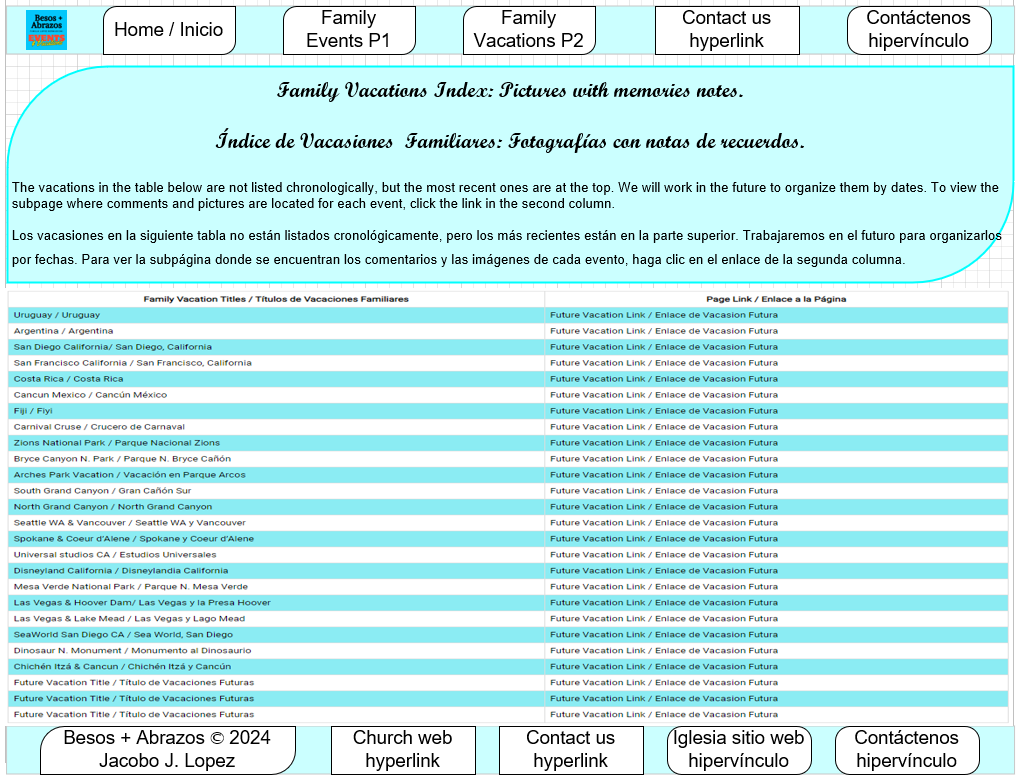 Besos +
Abrazos
EVENTS
Home / Inicio
Family
Events P1
Family
Vacations P2
Contact us
hyperlink
Contáctenos
hipervínculo
Family Vacations Index: Pictures with memories notes.
Índice de Vacasiones Familiares: Fotografías con notas de recuerdos.
The vacations in the table below are not listed chronologically, but the most recent ones are at the top. We will work in the future to organize them by dates. To view the
subpage where comments and pictures are located for each event, click the link in the second column.
Los vacasiones en la siguiente tabla no están listados cronológicamente, pero los más recientes están en la parte superior. Trabajaremos en el futuro para organizarlos
por fechas. Para ver la subpágina donde se encuentran los comentarios y las imágenes de cada evento, haga clic en el enlace de la segunda columna.
Family Vacation Titles / Títulos de Vacaciones Familiares Page Link / Enlace a la Página
Uruguay / Uruguay Future Vacation Link / Enlace de Vacasion Futura
Argentina / Argentina Future Vacation Link / Enlace de Vacasion Futura
San Diego California/ San Diego, California Future Vacation Link / Enlace de Vacasion Futura
San Francisco California / San Francisco, California Future Vacation Link / Enlace de Vacasion Futura
Costa Rica / Costa Rica Future Vacation Link / Enlace de Vacasion Futura
Cancun Mexico / Cancún México Future Vacation Link / Enlace de Vacasion Futura
Fiji / Fiyi Future Vacation Link / Enlace de Vacasion Futura
Carnival Cruse / Crucero de Carnaval Future Vacation Link / Enlace de Vacasion Futura
Zions National Park / Parque Nacional Zions Future Vacation Link / Enlace de Vacasion Futura
Bryce Canyon N. Park / Parque N. Bryce Cañón Future Vacation Link / Enlace de Vacasion Futura
Arches Park Vacation / Vacación en Parque Arcos Future Vacation Link / Enlace de Vacasion Futura
South Grand Canyon / Gran Cañón Sur Future Vacation Link / Enlace de Vacasion Futura
North Grand Canyon / North Grand Canyon Future Vacation Link / Enlace de Vacasion Futura
Seattle WA & Vancouver / Seattle WA y Vancouver Future Vacation Link / Enlace de Vacasion Futura
Spokane & Coeur d'Alene / Spokane y Coeur d'Alene Future Vacation Link / Enlace de Vacasion Futura
Universal studios CA / Estudios Universales Future Vacation Link / Enlace de Vacasion Futura
Disneyland California / Disneylandia California Future Vacation Link / Enlace de Vacasion Futura
Mesa Verde National Park / Parque N. Mesa Verde Future Vacation Link / Enlace de Vacasion Futura
Las Vegas & Hoover Dam/ Las Vegas y la Presa Hoover Future Vacation Link / Enlace de Vacasion Futura
Las Vegas & Lake Mead / Las Vegas y Lago Mead Future Vacation Link / Enlace de Vacasion Futura
SeaWorld San Diego CA / Sea World, San Diego Future Vacation Link / Enlace de Vacasion Futura
Dinosaur N. Monument / Monumento al Dinosaurio Future Vacation Link / Enlace de Vacasion Futura
Chichén Itzá & Cancun / Chichén Itzá y Cancún Future Vacation Link / Enlace de Vacasion Futura
Future Vacation Title / Título de Vacaciones Futuras Future Vacation Link / Enlace de Vacasion Futura
Future Vacation Title / Título de Vacaciones Futuras Future Vacation Link / Enlace de Vacasion Futura
Future Vacation Title / Título de Vacaciones Futuras Future Vacation Link / Enlace de Vacasion Futura
Besos + Abrazos © 2024
Jacobo J. Lopez
Church web
hyperlink
Contact us
hyperlink
Iglesia sitio web
hipervínculo
Contáctenos
hipervínculo